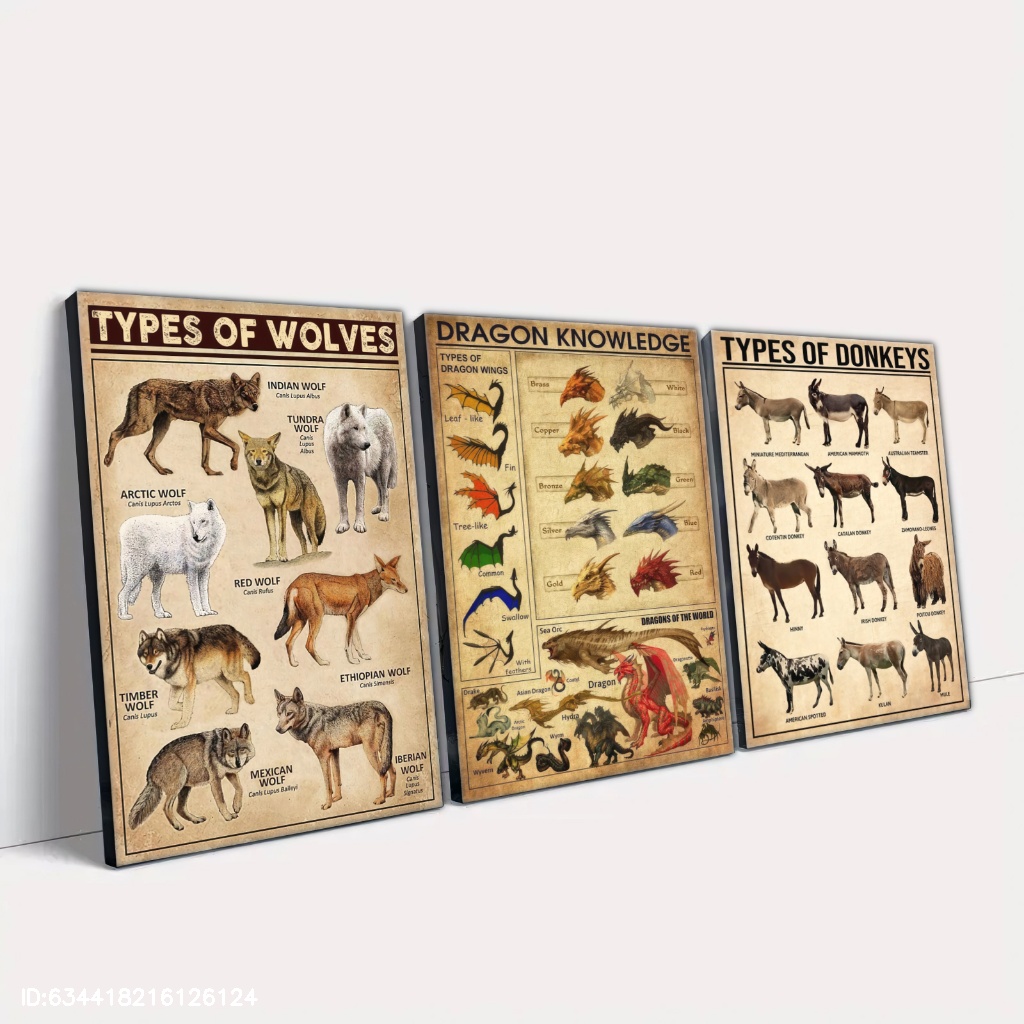 TYPES OF WOLVES
INDIAN WOLF
Canis Lupus Albus
TUNDRA
WOLF
Canis
Lupus
Albus
ARCTIC WOLF
Canis Lupus Arctos
RED WOLF
Canis Rufus
ETHIOPIAN WOLF
Canis Simensis
TIMBER
WOLF
Canis Lupus
MEXICAN
WOLF
Canis Lupus Baileyi
IBERIAN
WOLF
Canis
Lupus
Signatus
DRAGON KNOWLEDGE
TYPES OF
DRAGON WINGS
Leaf - like
Fin
Tree-like
Common
Swallow
With
feathers
Brass
White
Copper
Black
Bronze
Green
Silver
Blue
Gold
Red
DRAGONS OF THE WORLD
Sea Orc
Drake
Asian Dragon
Dragon
Hydra
Wyrm
Wyvern
TYPES OF DONKEYS
MINIATURE MEDITERRANEAN
AMERICAN MAMMOTH
AUSTRALIAN TEAMSTER
COTENTIN DONKEY
CATALAN DONKEY
ZAMORANO-LEONES
HINNY
IRISH DONKEY
POITOU DONKEY
AMERICAN SPOTTED
KULAN
MULE
ID:634418216126124